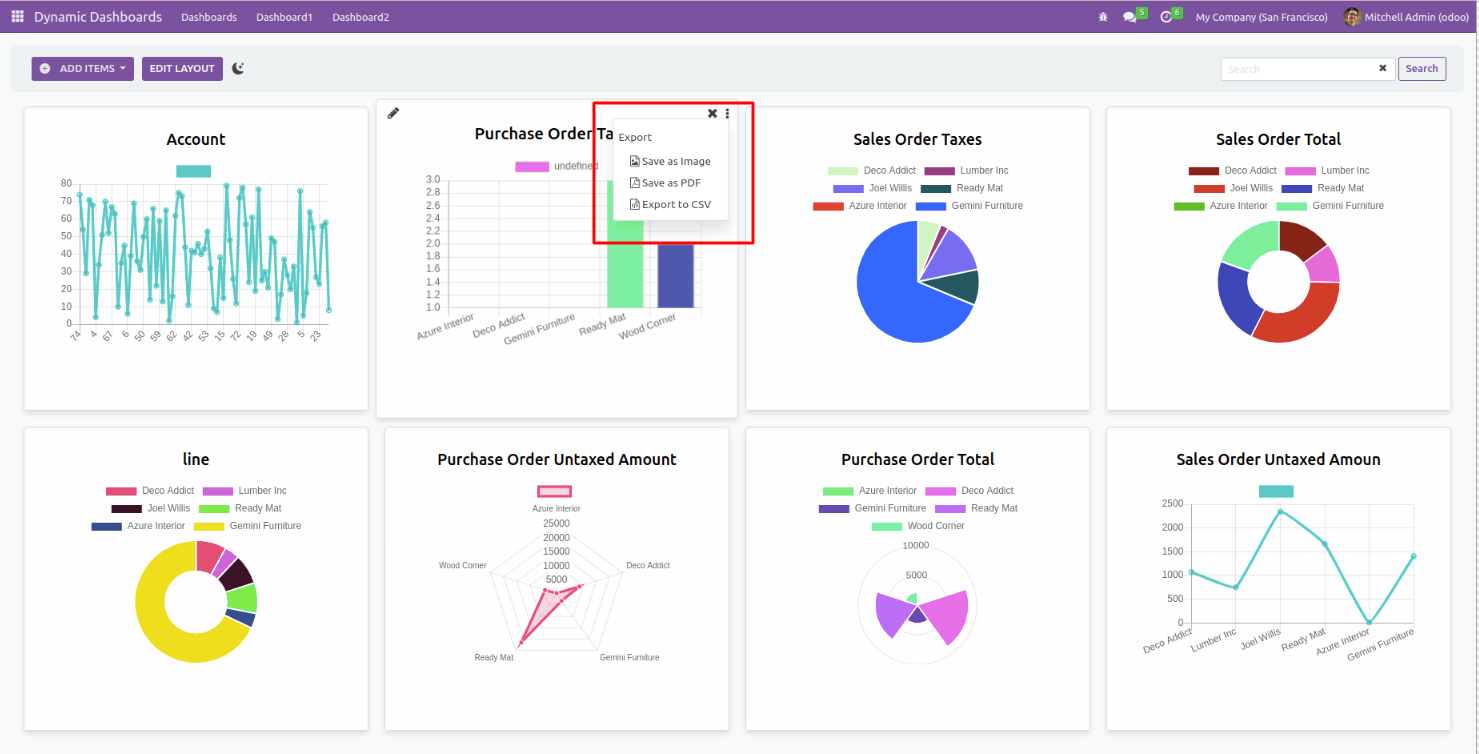 Dynamic Dashboards Dashboards Dashboard1 Dashboard2 5 6 My Company (San Francisco) Mitchell Admin (odoo)
ADD ITEMS EDIT LAYOUT Search Search
Account
80
70
60
50
40
30
20
10
0
74 4 67 6 50 59 62 42 53 15 72 19 49 28 5 23
Purchase Order
undefined
3.0
2.8
2.6
2.4
2.2
2.0
1.8
1.6
1.4
1.2
1.0
Azure Interior Deco Addict Gemini Furniture Ready Mat Wood Corner
Export
Save as Image
Save as PDF
Export to CSV
Sales Order Taxes
Deco Addict Lumber Inc
Joel Willis Ready Mat
Azure Interior Gemini Furniture
Sales Order Total
Deco Addict Lumber Inc
Joel Willis Ready Mat
Azure Interior Gemini Furniture
line
Deco Addict Lumber Inc
Joel Willis Ready Mat
Azure Interior Gemini Furniture
Purchase Order Untaxed Amount
Azure Interior
25000
20000
15000
10000
5000
Wood Corner Deco Addict
Ready Mat Gemini Furniture
Purchase Order Total
Azure Interior Deco Addict
Gemini Furniture Ready Mat
Wood Corner
10000
5000
Sales Order Untaxed Amoun
2500
2000
1500
1000
500
0
Deco Addict Lumber Inc Joel Willis Ready Mat Azure Interior Gemini Furniture